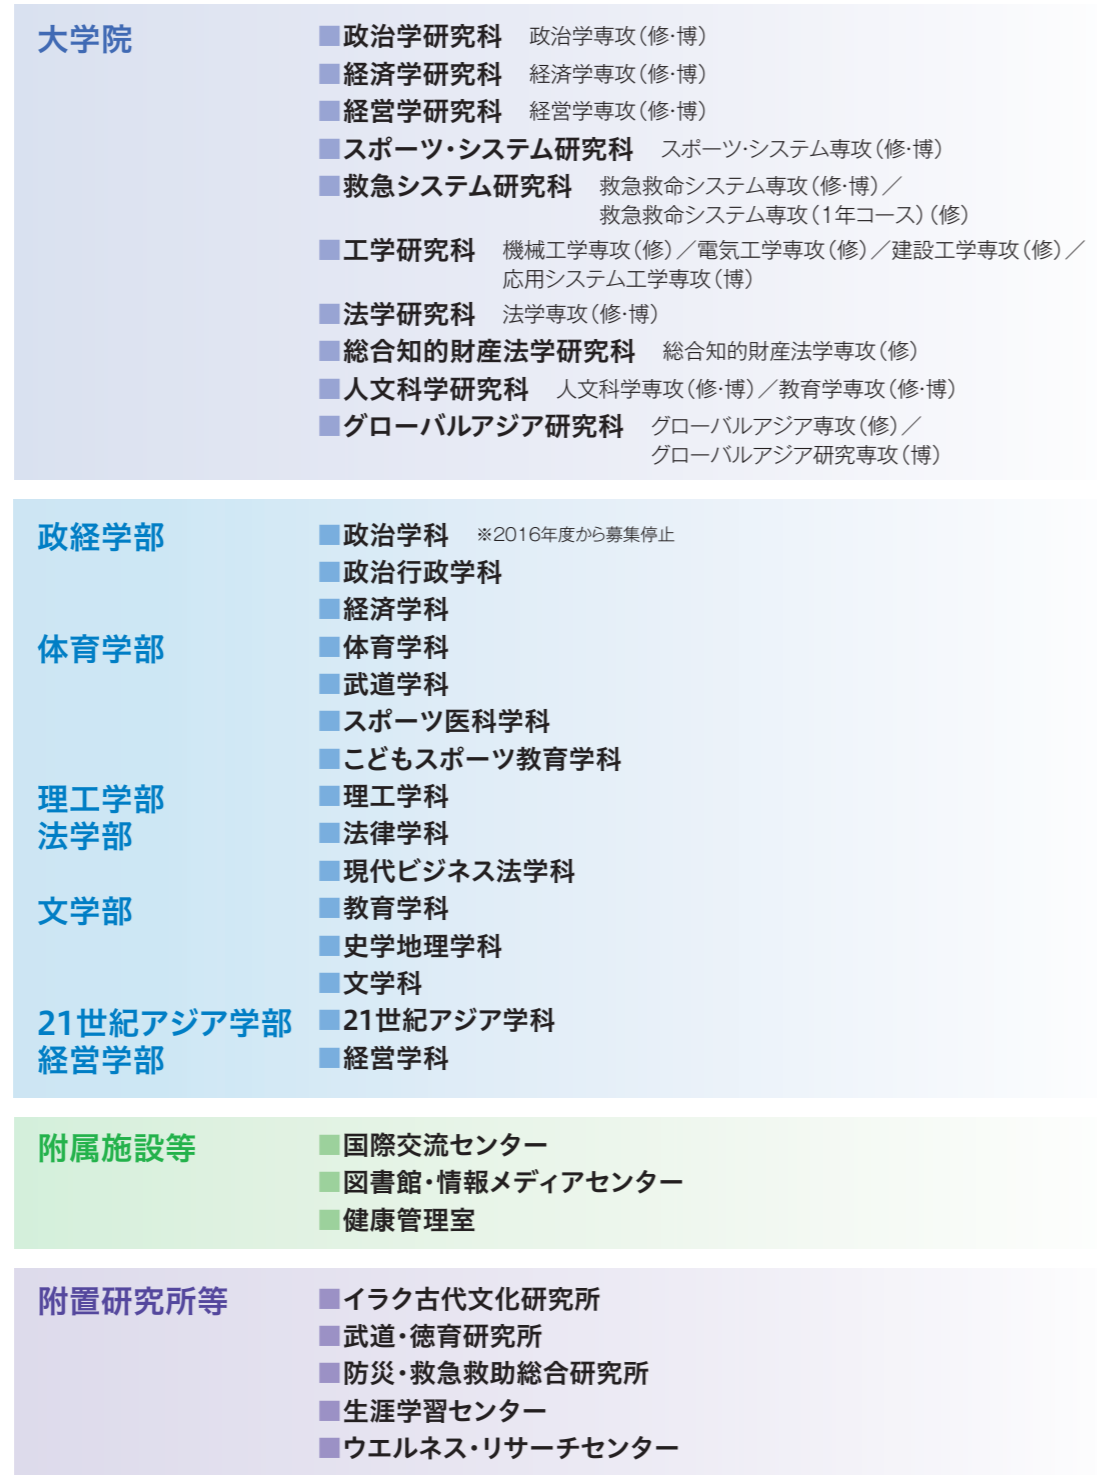 大学院
■政治学研究科 政治学専攻（修・博）
■経済学研究科 経済学専攻（修・博）
■経営学研究科 経営学専攻（修・博）
■スポーツ・システム研究科 スポーツ・システム専攻（修・博）
■救急システム研究科 救急救命システム専攻（修・博）／
救急救命システム専攻（1年コース）（修）
■工学研究科 機械工学専攻（修）／電気工学専攻（修）／建設工学専攻（修）／
応用システム工学専攻（博）
■法学研究科 法学専攻（修・博）
■総合知的財産法学研究科 総合知的財産法学専攻（修）
■人文科学研究科 人文科学専攻（修・博）／教育学専攻（修・博）
■グローバルアジア研究科 グローバルアジア専攻（修）／
グローバルアジア研究専攻（博）
政経学部 ■政治学科 ※2016年度から募集停止
■政治行政学科
■経済学科
体育学部 ■体育学科
■武道学科
■スポーツ医科学科
■こどもスポーツ教育学科
理工学部 ■理工学科
法学部 ■法律学科
■現代ビジネス法学科
文学部 ■教育学科
■史学地理学科
■文学科
21世紀アジア学部 ■21世紀アジア学科
経営学部 ■経営学科
附属施設等 ■国際交流センター
■図書館・情報メディアセンター
■健康管理室
附置研究所等 ■イラク古代文化研究所
■武道・徳育研究所
■防災・救急救助総合研究所
■生涯学習センター
■ウエルネス・リサーチセンター